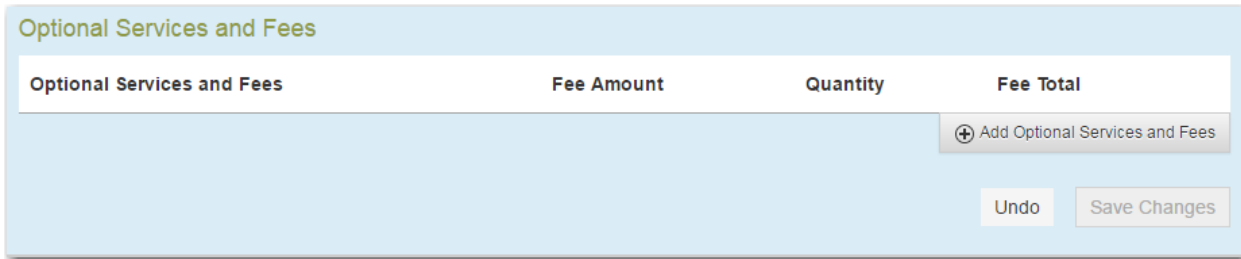 Optional Services and Fees
Optional Services and Fees Fee Amount Quantity Fee Total
Add Optional Services and Fees
Undo Save Changes